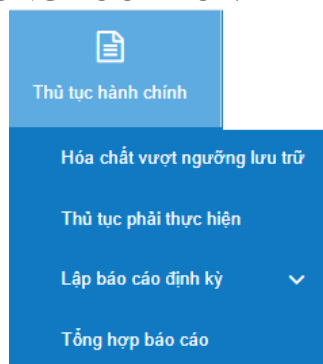 Thủ tục hành chính
Hóa chất vượt ngưỡng lưu trữ
Thủ tục phải thực hiện
Lập báo cáo định kỳ
Tổng hợp báo cáo